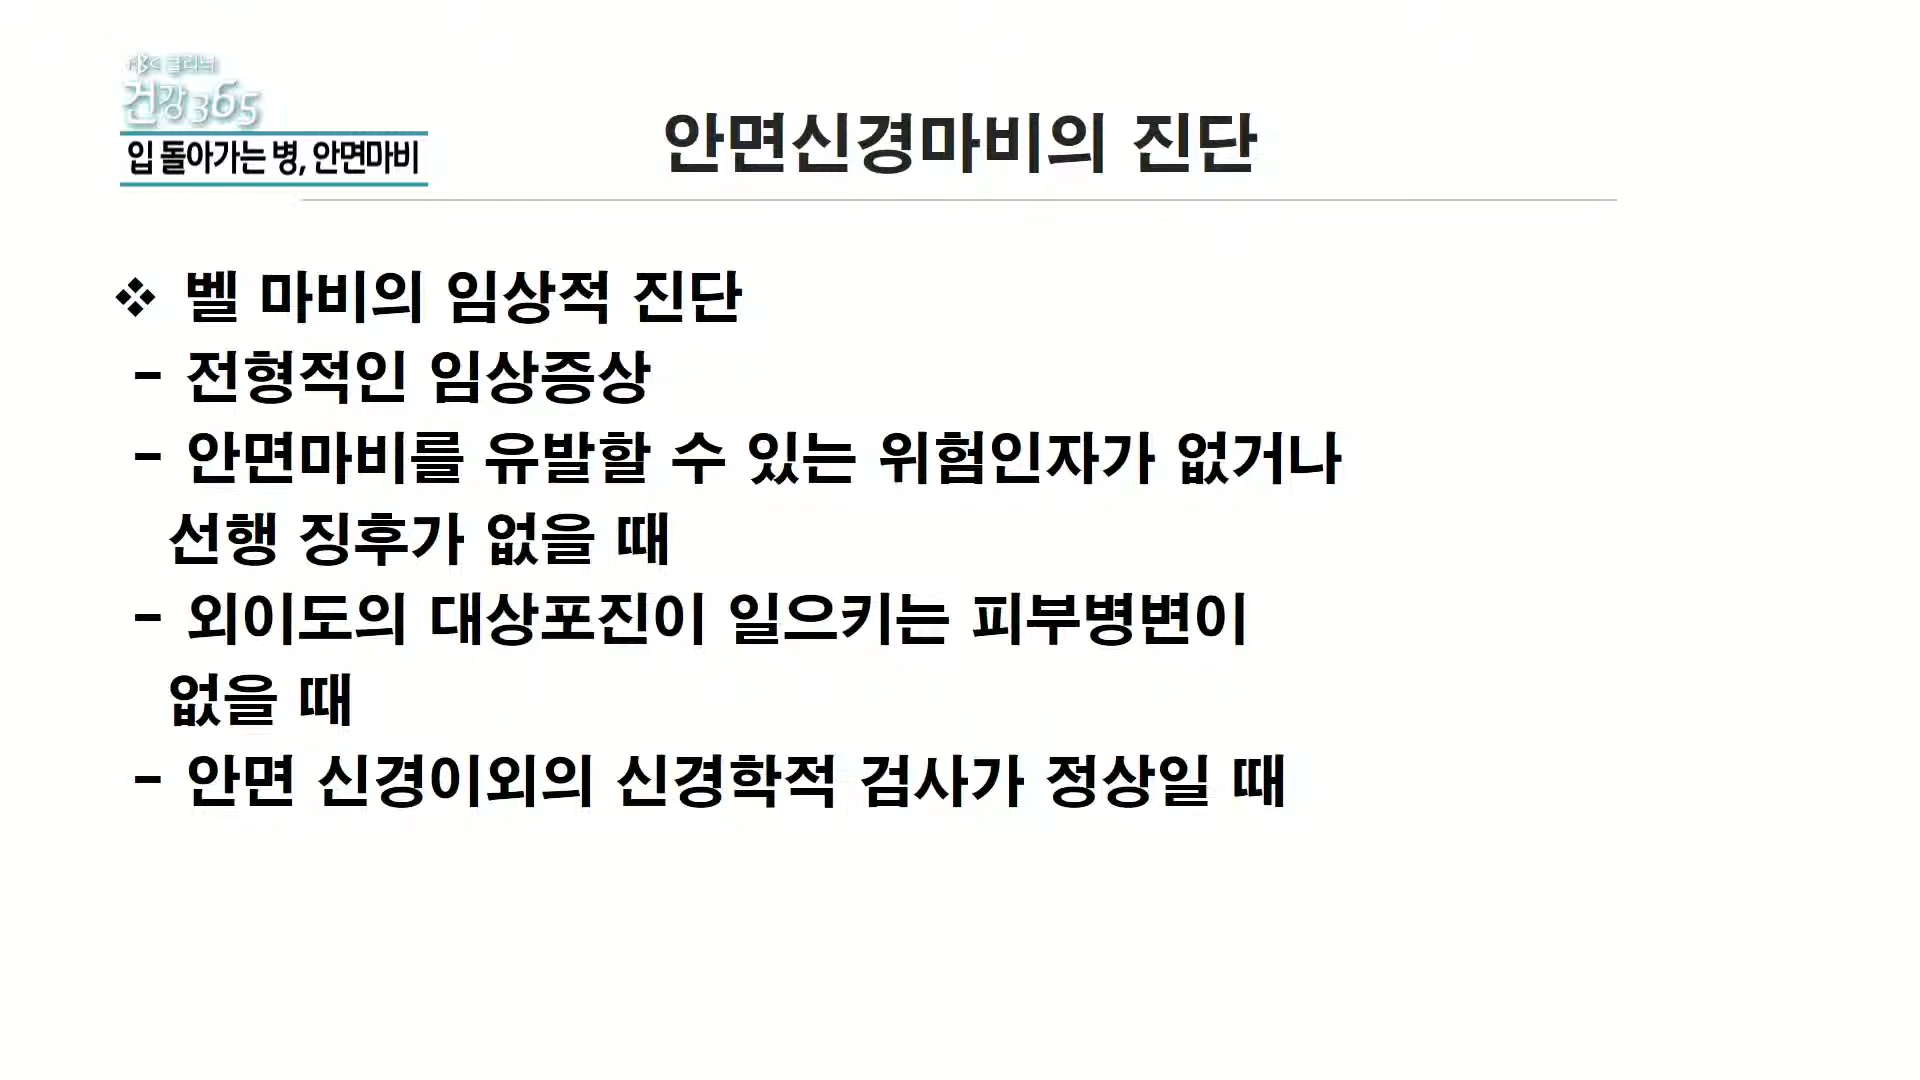 클리닉
건강365
입 돌아가는 병, 안면마비
안면신경마비의 진단
❖ 벨 마비의 임상적 진단
- 전형적인 임상증상
- 안면마비를 유발할 수 있는 위험인자가 없거나
선행 징후가 없을 때
- 외이도의 대상포진이 일으키는 피부병변이
없을 때
- 안면 신경이외의 신경학적 검사가 정상일 때